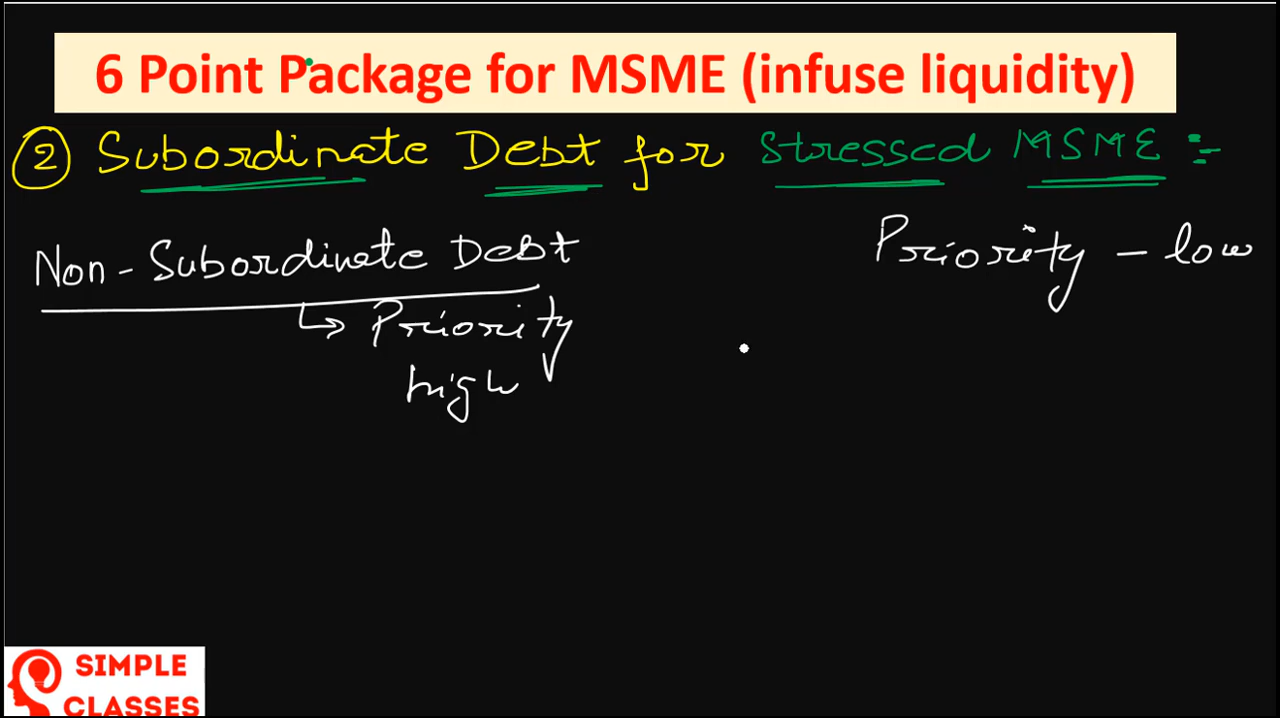 6 Point Package for MSME (infuse liquidity)
② Subordinate Debt for Stressed MSME :-
Non-Subordinate Debt
↳ Priority
high
Priority - low
SIMPLE
CLASSES